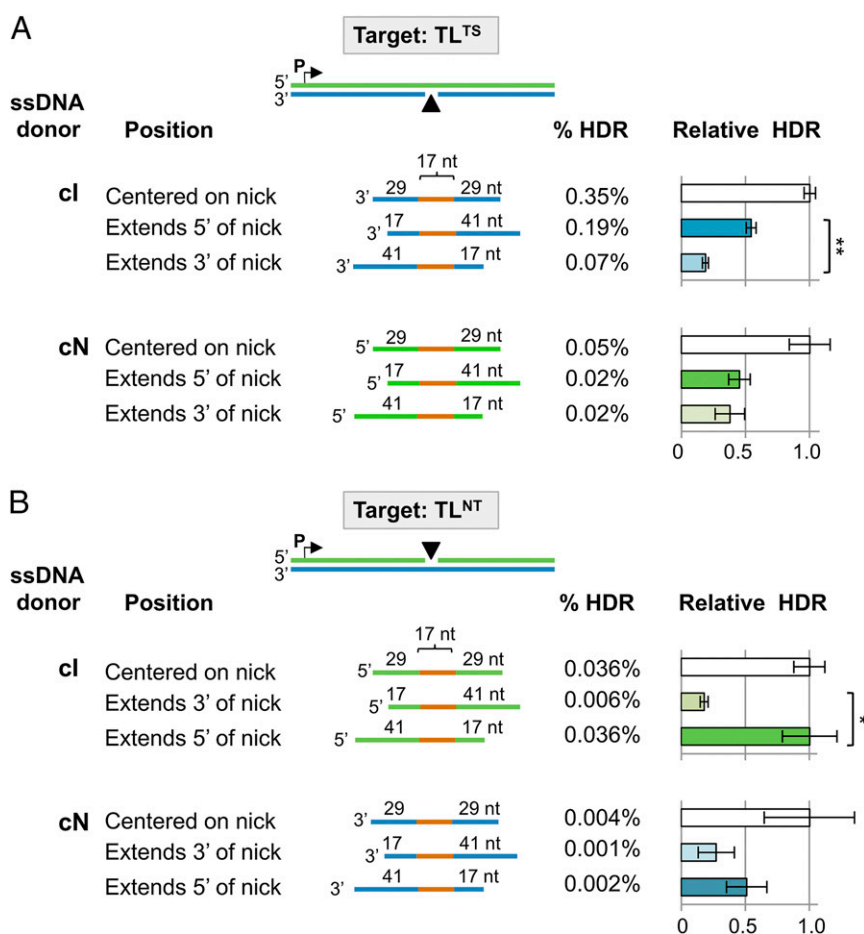 A
Target: TL^TS
P
5’
3’
ssDNA donor Position % HDR Relative HDR
17 nt
cI Centered on nick 3’ 29 29 nt 0.35%
Extends 5’ of nick 3’ 17 41 nt 0.19%
Extends 3’ of nick 3’ 41 17 nt 0.07%
**
cN Centered on nick 5’ 29 29 nt 0.05%
Extends 5’ of nick 5’ 17 41 nt 0.02%
Extends 3’ of nick 5’ 41 17 nt 0.02%
0 0.5 1.0
B
Target: TL^NT
P
5’
3’
ssDNA donor Position % HDR Relative HDR
17 nt
cI Centered on nick 5’ 29 29 nt 0.036%
Extends 3’ of nick 5’ 17 41 nt 0.006%
Extends 5’ of nick 5’ 41 17 nt 0.036%
*
cN Centered on nick 3’ 29 29 nt 0.004%
Extends 3’ of nick 3’ 17 41 nt 0.001%
Extends 5’ of nick 3’ 41 17 nt 0.002%
0 0.5 1.0